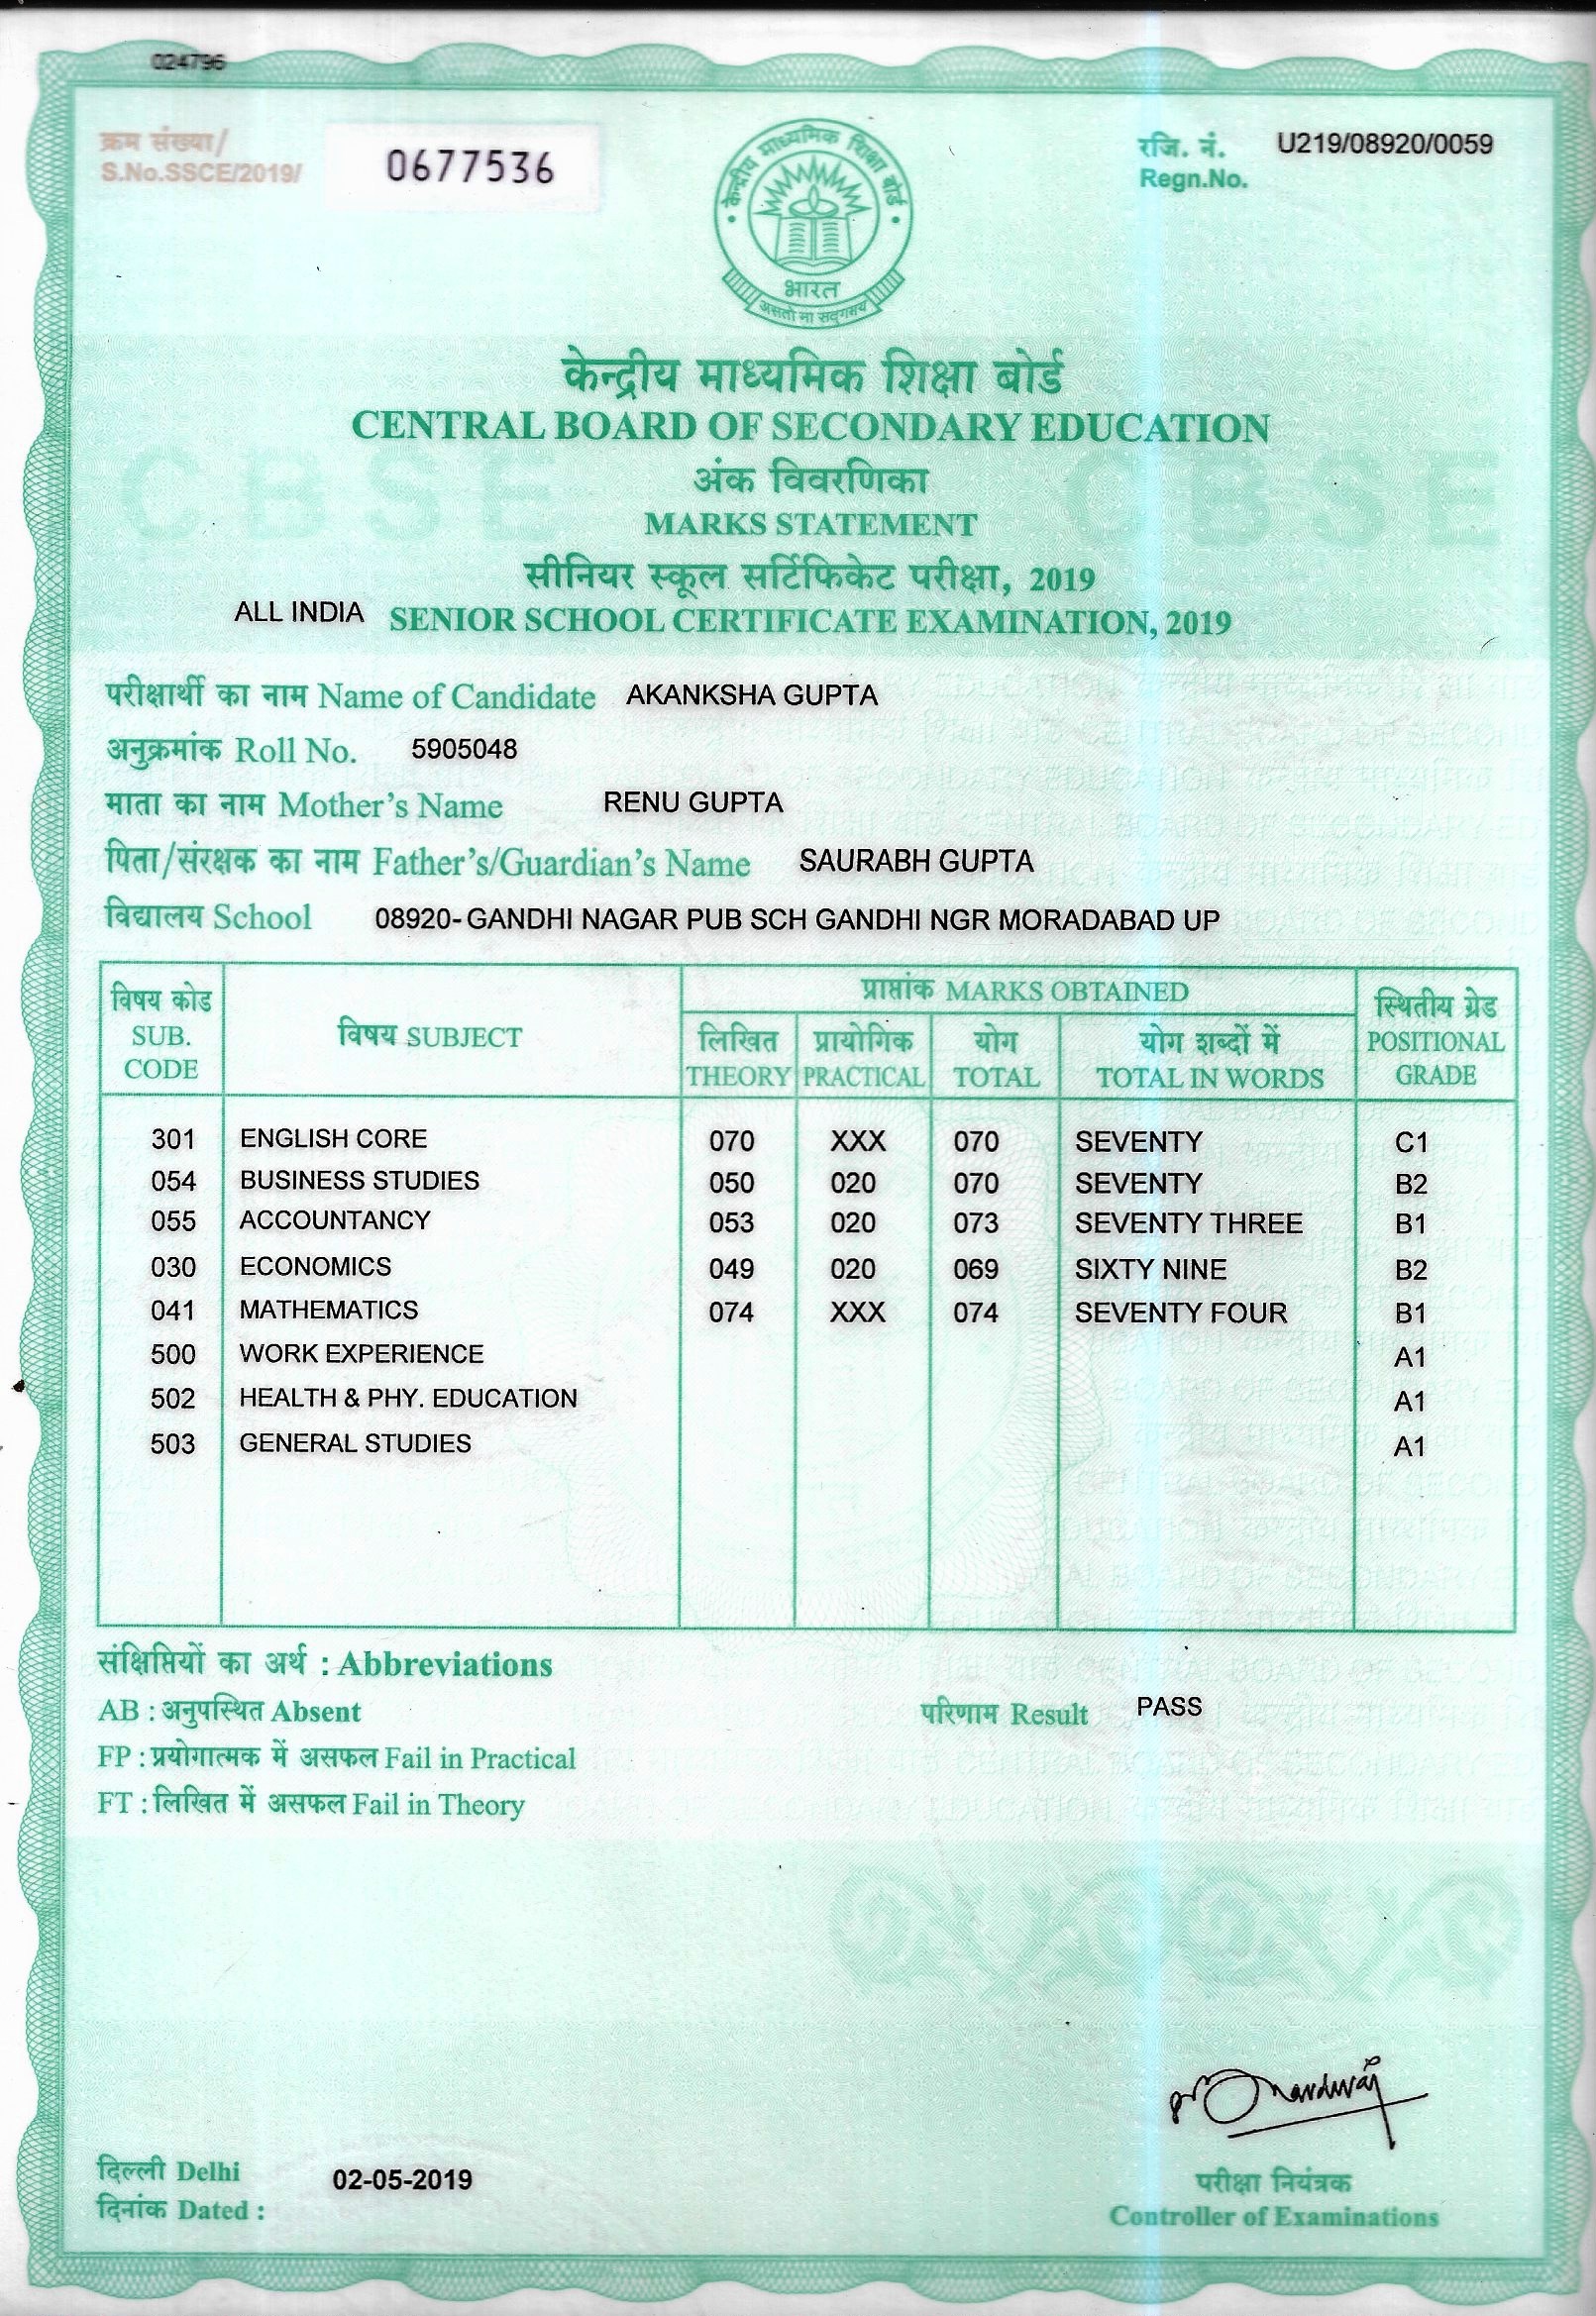 024796
क्रम संख्या/
S.No.SSCE/2019/ 0677536
रजि. नं. U219/08920/0059
Regn.No.
केन्द्रीय माध्यमिक शिक्षा बोर्ड
भारत
असतो मा सद्गमय
केन्द्रीय माध्यमिक शिक्षा बोर्ड
CENTRAL BOARD OF SECONDARY EDUCATION
CBSE CBSE
अंक विवरणिका
MARKS STATEMENT
सीनियर स्कूल सर्टिफिकेट परीक्षा, 2019
ALL INDIA SENIOR SCHOOL CERTIFICATE EXAMINATION, 2019
परीक्षार्थी का नाम Name of Candidate AKANKSHA GUPTA
अनुक्रमांक Roll No. 5905048
माता का नाम Mother's Name RENU GUPTA
पिता/संरक्षक का नाम Father's/Guardian's Name SAURABH GUPTA
विद्यालय School 08920-GANDHI NAGAR PUB SCH GANDHI NGR MORADABAD UP
विषय कोड SUB. CODE
विषय SUBJECT
प्राप्तांक MARKS OBTAINED
लिखित THEORY
प्रायोगिक PRACTICAL
योग TOTAL
योग शब्दों में TOTAL IN WORDS
स्थितीय ग्रेड POSITIONAL GRADE
301 ENGLISH CORE 070 XXX 070 SEVENTY C1
054 BUSINESS STUDIES 050 020 070 SEVENTY B2
055 ACCOUNTANCY 053 020 073 SEVENTY THREE B1
030 ECONOMICS 049 020 069 SIXTY NINE B2
041 MATHEMATICS 074 XXX 074 SEVENTY FOUR B1
500 WORK EXPERIENCE A1
502 HEALTH & PHY. EDUCATION A1
503 GENERAL STUDIES A1
संक्षिप्तियों का अर्थ : Abbreviations
AB : अनुपस्थित Absent
परिणाम Result PASS
FP : प्रयोगात्मक में असफल Fail in Practical
FT : लिखित में असफल Fail in Theory
दिल्ली Delhi
दिनांक Dated : 02-05-2019
परीक्षा नियंत्रक
Controller of Examinations